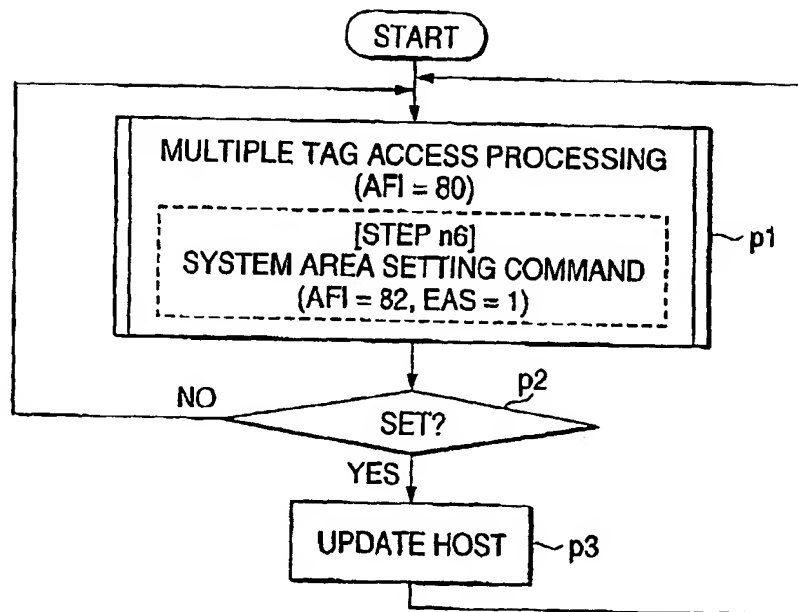 START
MULTIPLE TAG ACCESS PROCESSING
(AFI = 80)
[STEP n6]
SYSTEM AREA SETTING COMMAND
(AFI = 82, EAS = 1)
p1
p2
NO
SET?
YES
UPDATE HOST
p3